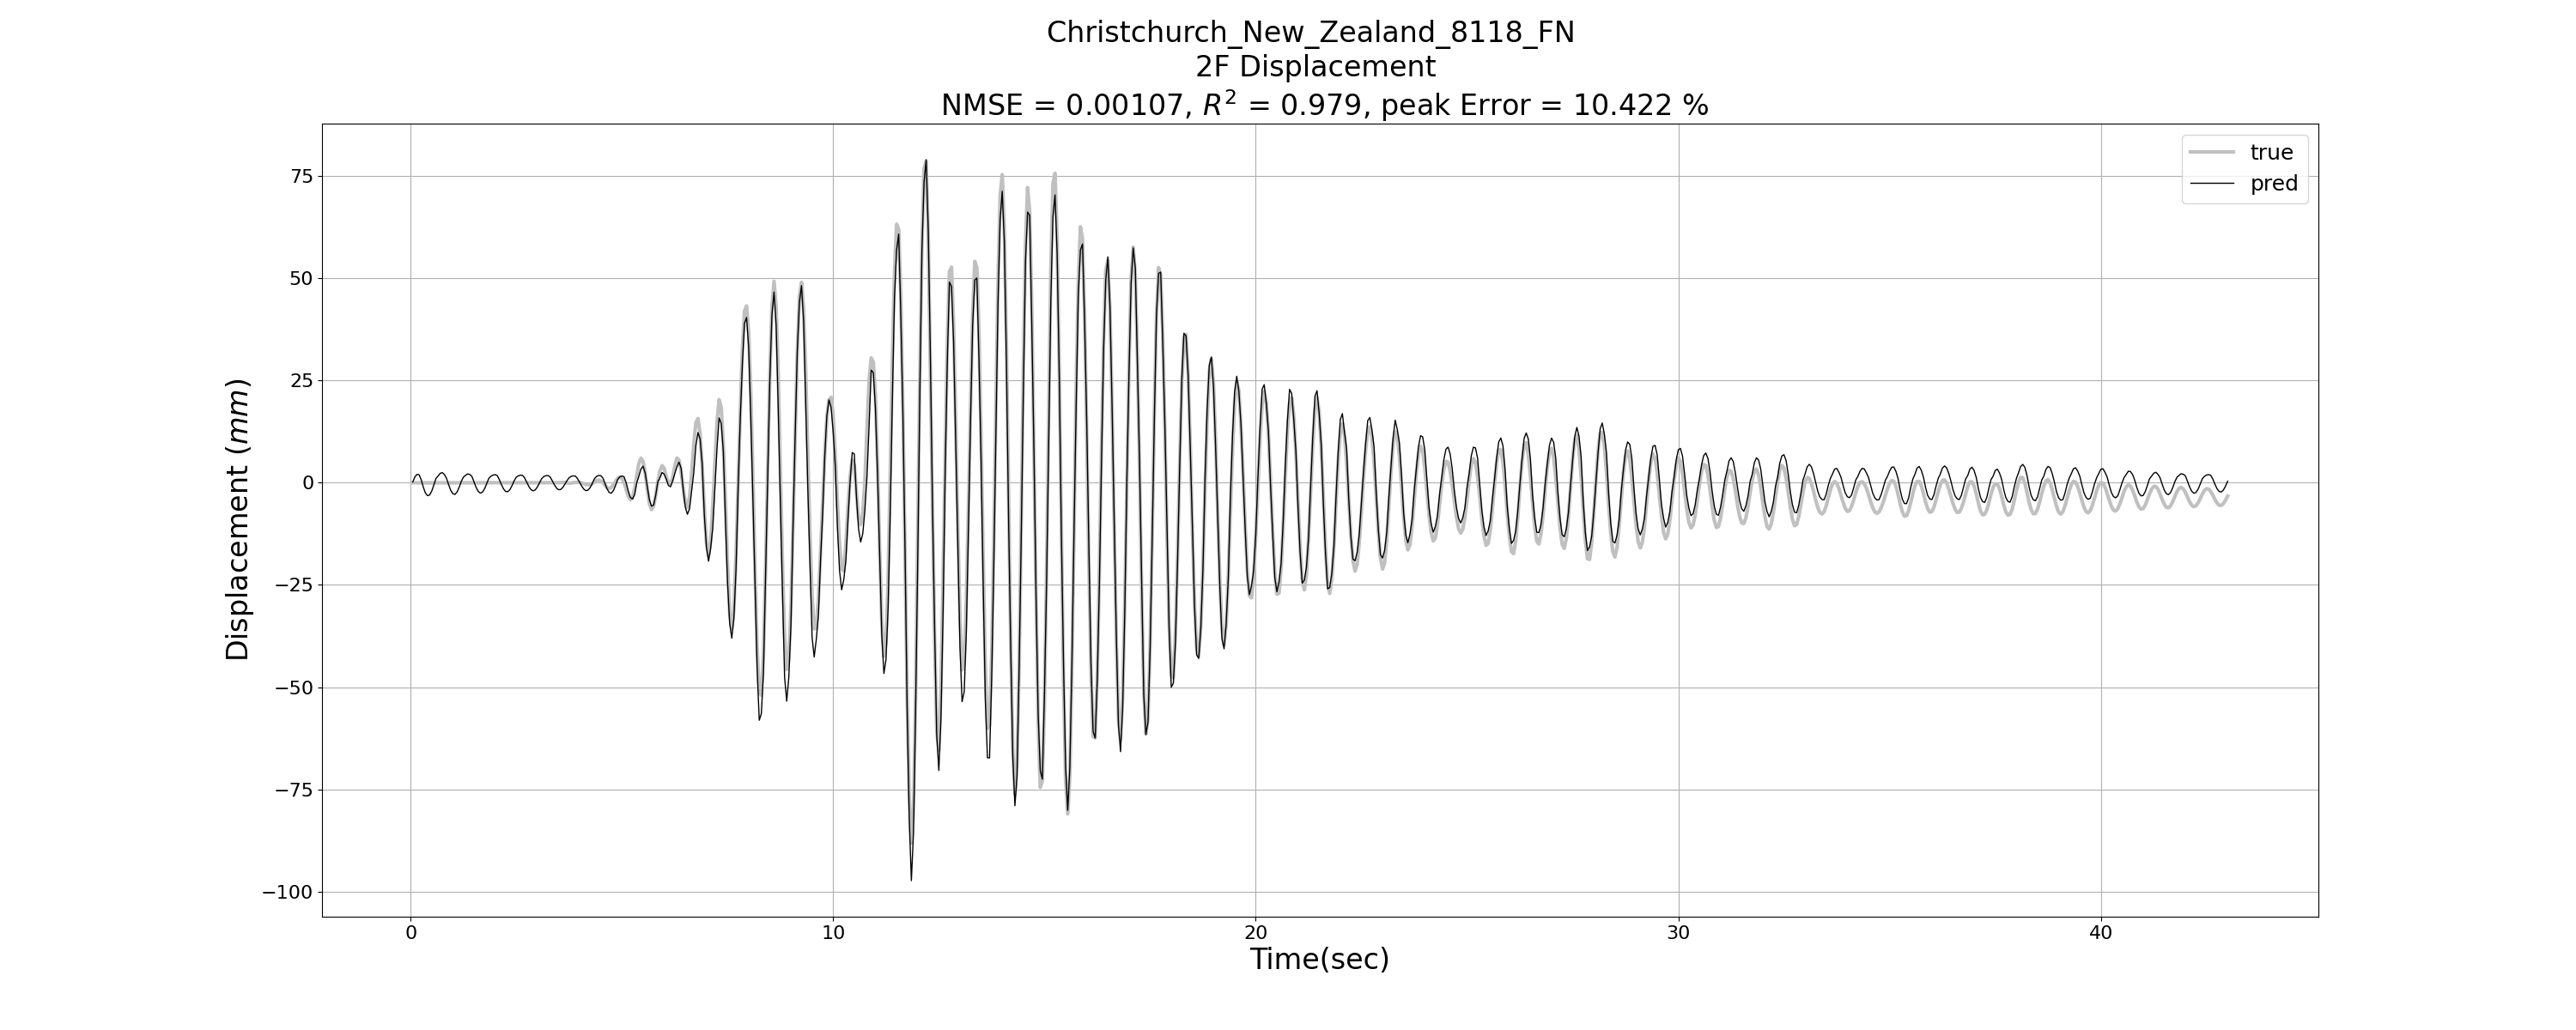 Christchurch_New_Zealand_8118_FN
2F Displacement
NMSE = 0.00107, R² = 0.979, peak Error = 10.422 %
true
pred
75
50
25
0
−25
−50
−75
−100
Displacement (mm)
0 10 20 30 40
Time(sec)